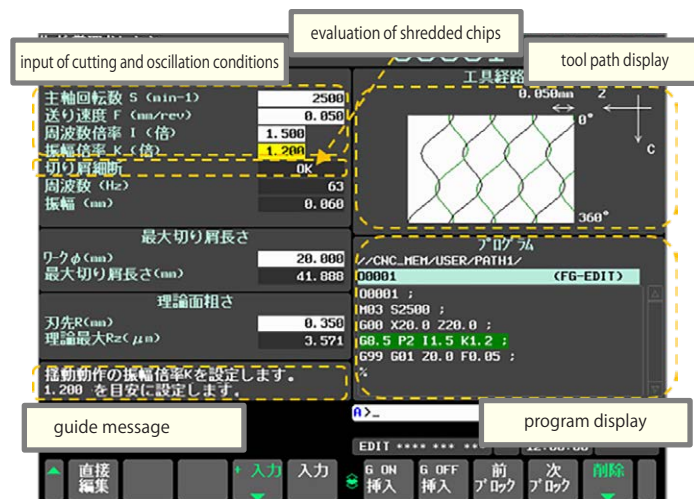 evaluation of shredded chips
input of cutting and oscillation conditions
tool path display
主軸回転数 S (min-1) 2500
送り速度 F (mm/rev) 0.050
周波数倍率 I (倍) 1.500
振幅倍率 K (倍) 1.200
切り屑細断 OK
周波数 (Hz) 63
振幅 (mm) 0.060
最大切り屑長さ
ワークφ(mm) 20.000
最大切り屑長さ(mm) 41.888
理論面粗さ
刃先R(mm) 0.350
理論最大Rz(μm) 3.571
揺動動作の振幅倍率Kを設定します。
1.200 を目安に設定します。
guide message
工具経路
0.050mm Z
0°
C
360°
プログラム
//CNC_MEM/USER/PATH1/
O0001 (FG-EDIT)
O0001 ;
M03 S2500 ;
G00 X20.0 Z20.0 ;
G8.5 P2 I1.5 K1.2 ;
G99 G01 Z0.0 F0.05 ;
%
A>_
program display
EDIT **** *** ***
直接編集
+ 入力
入力
G ON 挿入
G OFF 挿入
前ブロック
次ブロック
削除